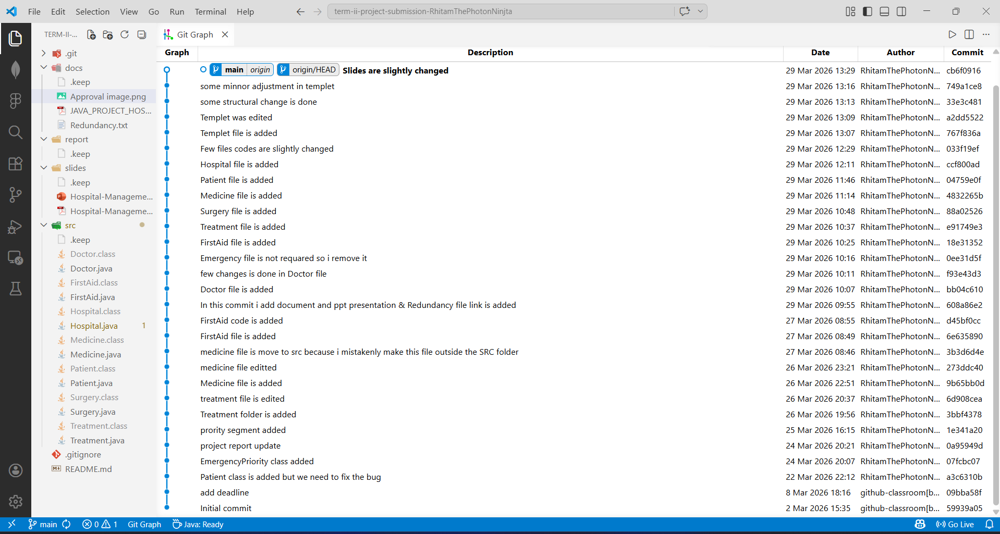 File Edit Selection View Go Run Terminal Help
term-ii-project-submission-RhitamThePhotonNinjta
TERM-II-...
Git Graph
.git
docs
.keep
Approval image.png
JAVA_PROJECT_HOS...
Redundancy.txt
report
.keep
slides
.keep
Hospital-Manageme...
Hospital-Manageme...
src
.keep
Doctor.class
Doctor.java
FirstAid.class
FirstAid.java
Hospital.class
Hospital.java 1
Medicine.class
Medicine.java
Patient.class
Patient.java
Surgery.class
Surgery.java
Treatment.class
Treatment.java
.gitignore
README.md
Graph Description Date Author Commit
main origin origin/HEAD Slides are slightly changed 29 Mar 2026 13:29 RhitamThePhotonN... cb6f0916
some minnor adjustment in templet 29 Mar 2026 13:16 RhitamThePhotonN... 749a1ce8
some structural change is done 29 Mar 2026 13:13 RhitamThePhotonN... 33e3c481
Templet was edited 29 Mar 2026 13:09 RhitamThePhotonN... a2dd5522
Templet file is added 29 Mar 2026 13:07 RhitamThePhotonN... 767f836a
Few files codes are slightly changed 29 Mar 2026 12:29 RhitamThePhotonN... 033f19ef
Hospital file is added 29 Mar 2026 12:11 RhitamThePhotonN... ccf800ad
Patient file is added 29 Mar 2026 11:46 RhitamThePhotonN... 04759e0f
Medicine file is added 29 Mar 2026 11:14 RhitamThePhotonN... 4832265b
Surgery file is added 29 Mar 2026 10:48 RhitamThePhotonN... 88a02526
Treatment file is added 29 Mar 2026 10:37 RhitamThePhotonN... e91749e3
FirstAid file is added 29 Mar 2026 10:25 RhitamThePhotonN... 18e31352
Emergency file is not requared so i remove it 29 Mar 2026 10:16 RhitamThePhotonN... 0ee31d5f
few changes is done in Doctor file 29 Mar 2026 10:11 RhitamThePhotonN... f93e43d3
Doctor file is added 29 Mar 2026 10:07 RhitamThePhotonN... bb04c610
In this commit i add document and ppt presentation & Redundancy file link is added 29 Mar 2026 09:55 RhitamThePhotonN... 608a86e2
FirstAid code is added 27 Mar 2026 08:55 RhitamThePhotonN... d45bf0cc
FirstAid file is added 27 Mar 2026 08:49 RhitamThePhotonN... 6e635890
medicine file is move to src because i mistakenly make this file outside the SRC folder 27 Mar 2026 08:46 RhitamThePhotonN... 3b3d6d4e
medicine file editted 26 Mar 2026 23:21 RhitamThePhotonN... 273ddc40
Medicine file is added 26 Mar 2026 22:51 RhitamThePhotonN... 9b65bb0d
treatment file is edited 26 Mar 2026 20:37 RhitamThePhotonN... 6d908cea
Treatment folder is added 26 Mar 2026 19:56 RhitamThePhotonN... 3bbf4378
prority segment added 25 Mar 2026 16:15 RhitamThePhotonN... 1e341a20
project report update 24 Mar 2026 20:21 RhitamThePhotonN... 0a95949d
EmergencyPriority class added 24 Mar 2026 20:07 RhitamThePhotonN... 07fcbc07
Patient class is added but we need to fix the bug 22 Mar 2026 22:12 RhitamThePhotonN... a3c6310b
add deadline 8 Mar 2026 18:16 github-classroom[b... 09bba58f
Initial commit 2 Mar 2026 15:35 github-classroom[b... 59939a05
main 0 1 Git Graph Java: Ready Go Live